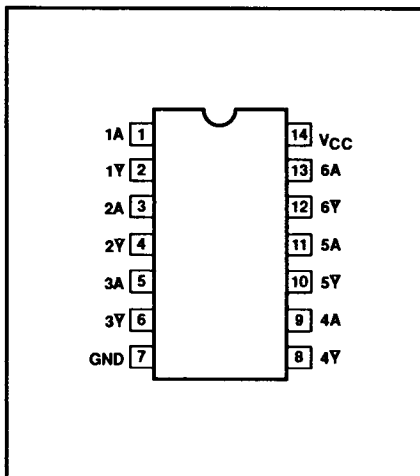 1A 1 14 VCC
1Y̅ 2 13 6A
2A 3 12 6Y̅
2Y̅ 4 11 5A
3A 5 10 5Y̅
3Y̅ 6 9 4A
GND 7 8 4Y̅